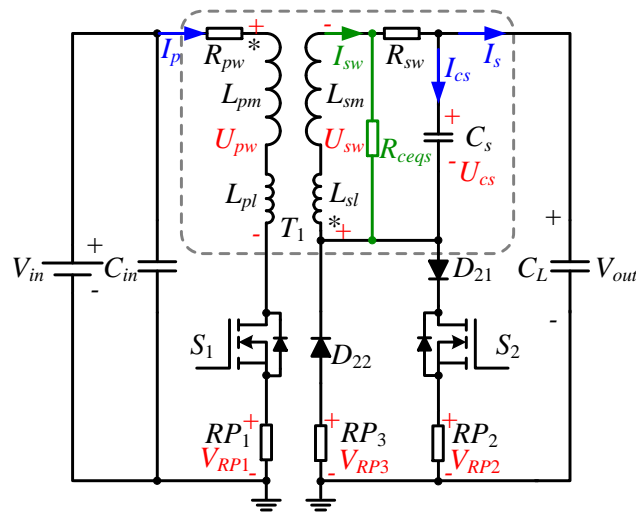 + - 
I_p R_pw * I_sw R_sw I_s
I_cs
L_pm L_sm +
U_pw U_sw R_ceqs C_s
- U_cs
L_pl L_sl
- T_1 * +
D_21
V_in + - C_in C_L + - V_out
S_1 D_22 S_2
RP_1 + RP_3 + RP_2 +
V_RP1 - V_RP3 - V_RP2 -